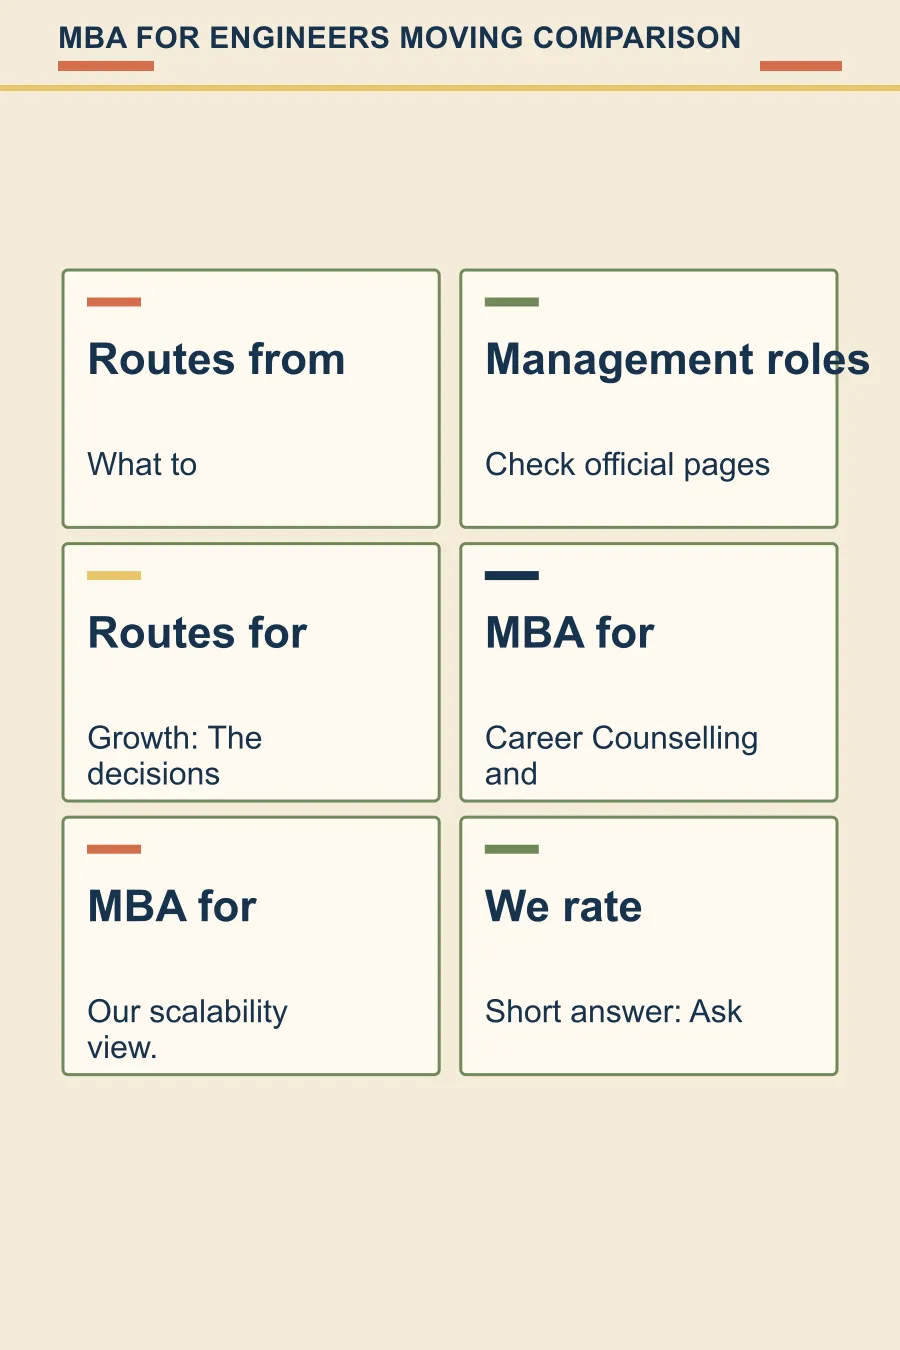 MBA FOR ENGINEERS MOVING COMPARISON
Routes from
What to
Management roles
Check official pages
Routes for
Growth: The
decisions
MBA for
Career Counselling
and
MBA for
Our scalability
view.
We rate
Short answer: Ask